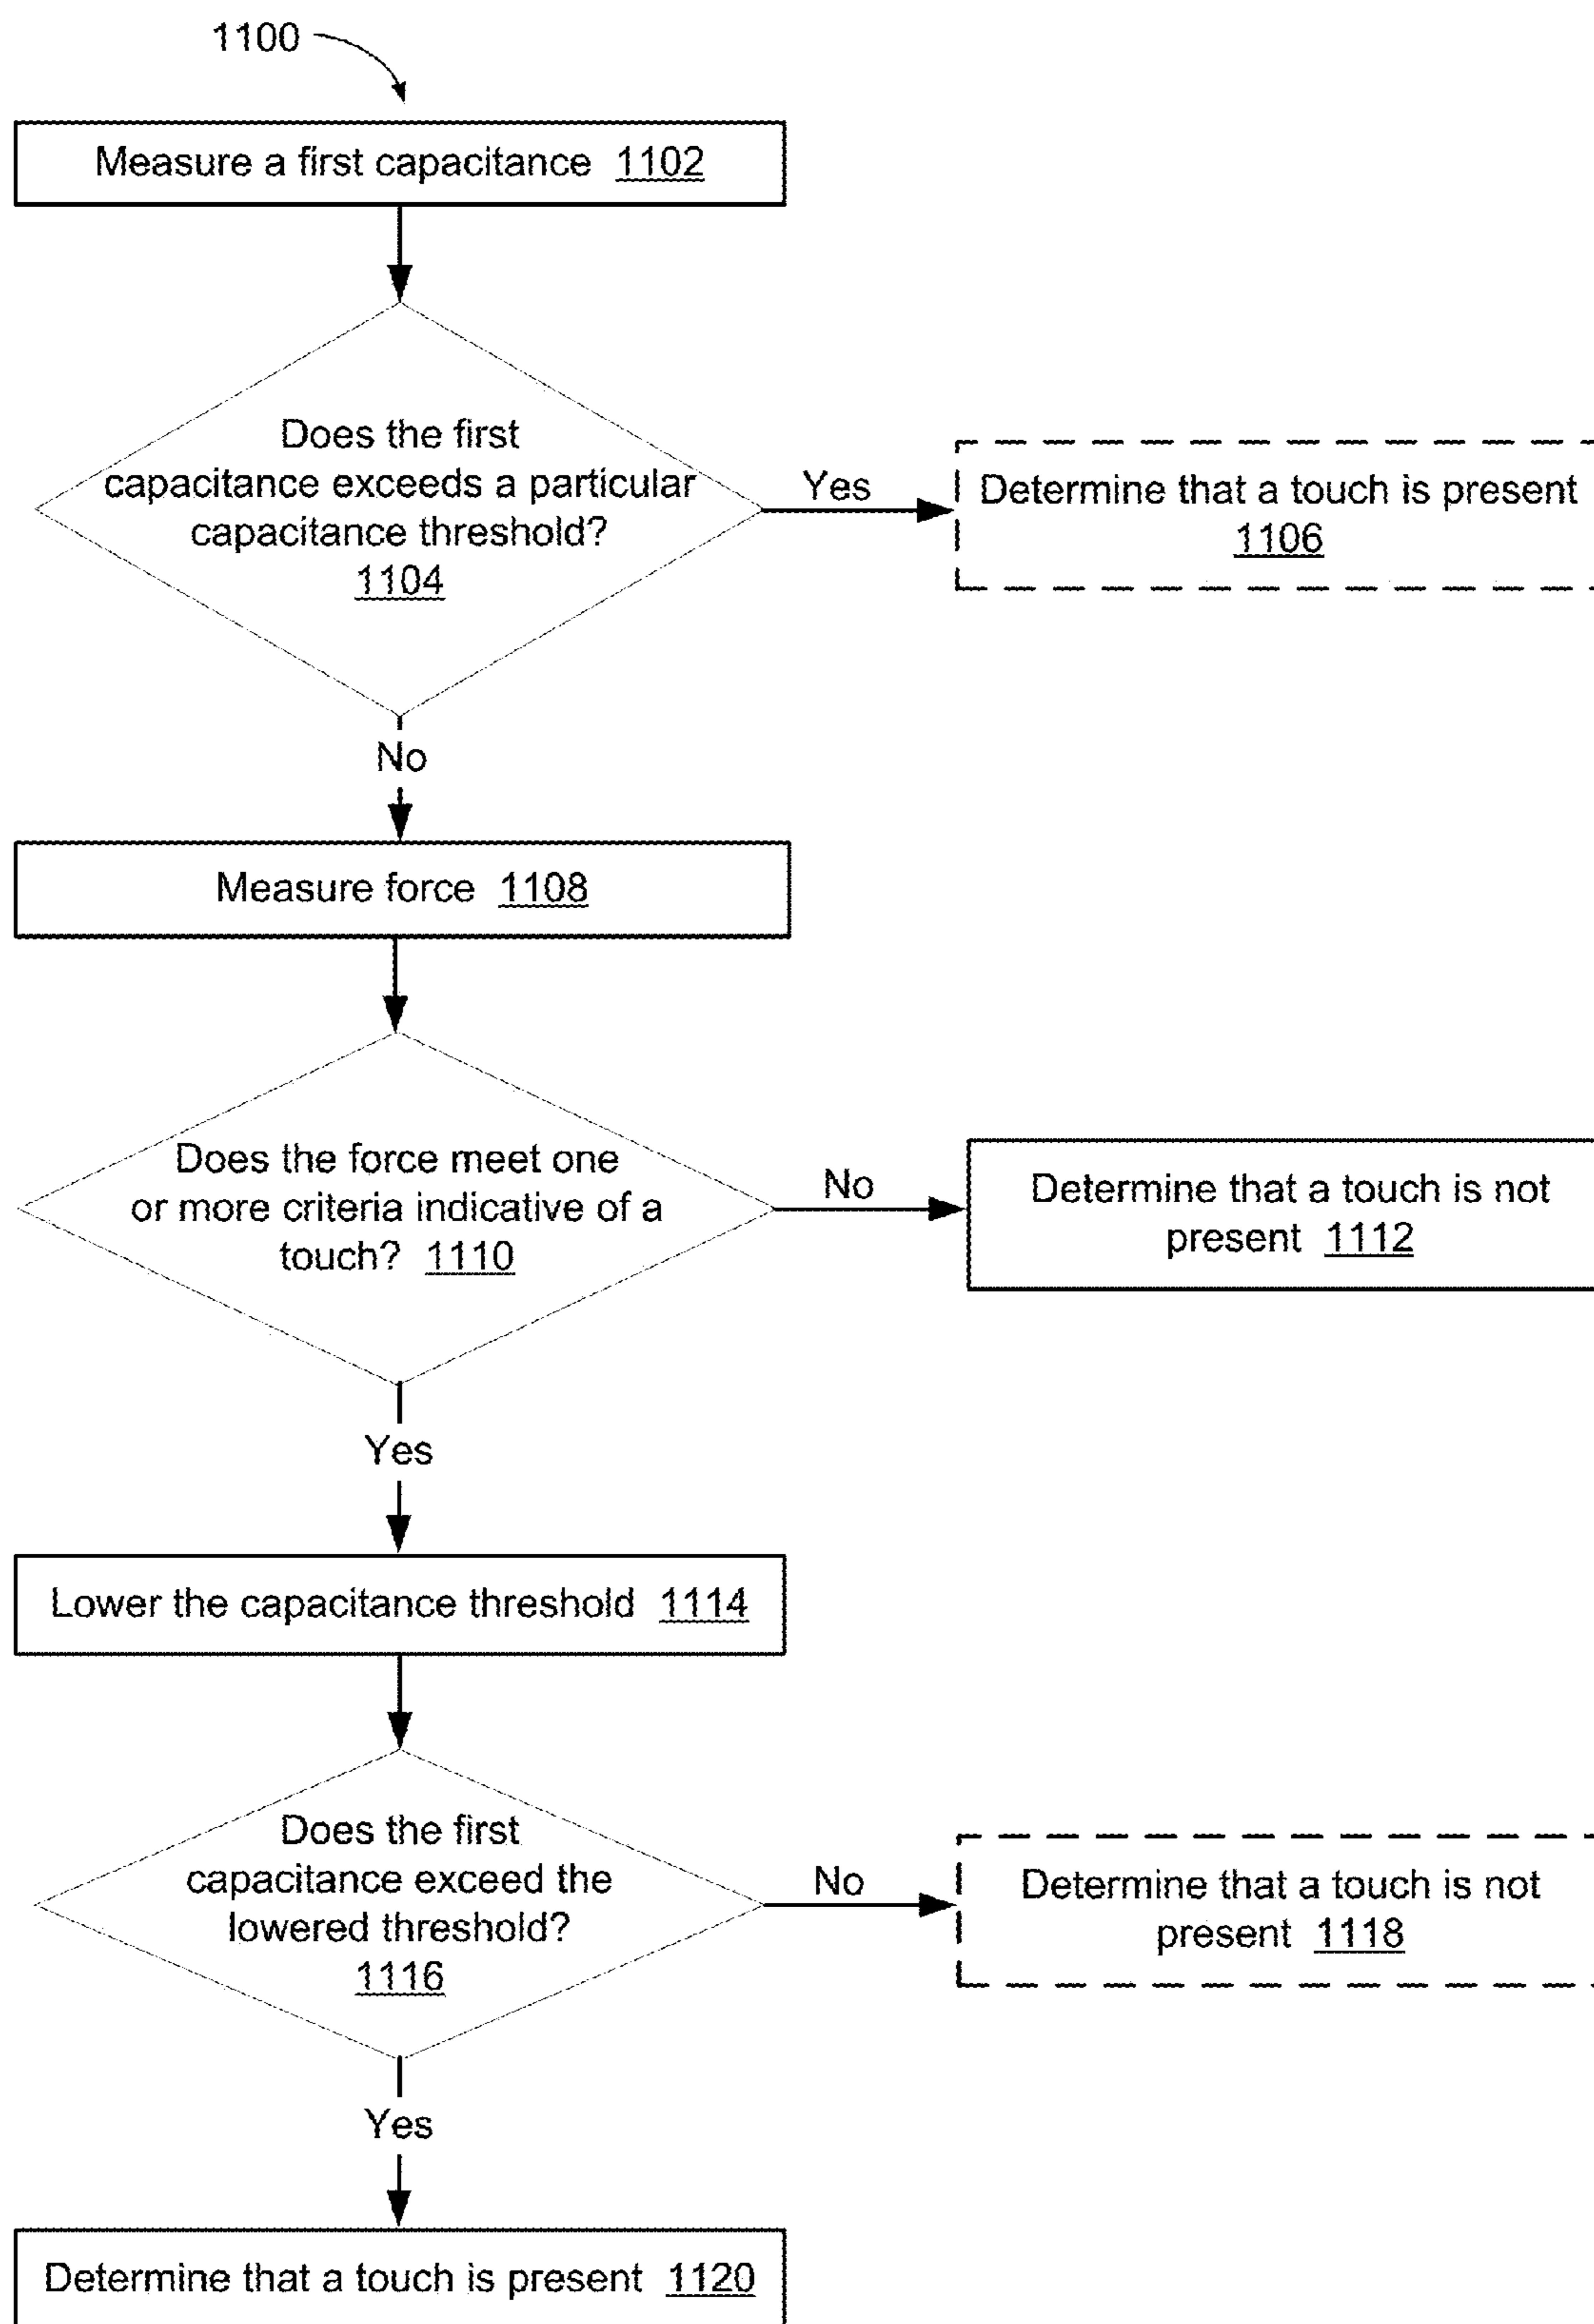 1100
Measure a first capacitance 1102
Does the first
capacitance exceeds a particular
capacitance threshold?
1104
Yes
Determine that a touch is present
1106
No
Measure force 1108
Does the force meet one
or more criteria indicative of a
touch? 1110
No
Determine that a touch is not
present 1112
Yes
Lower the capacitance threshold 1114
Does the first
capacitance exceed the
lowered threshold?
1116
No
Determine that a touch is not
present 1118
Yes
Determine that a touch is present 1120